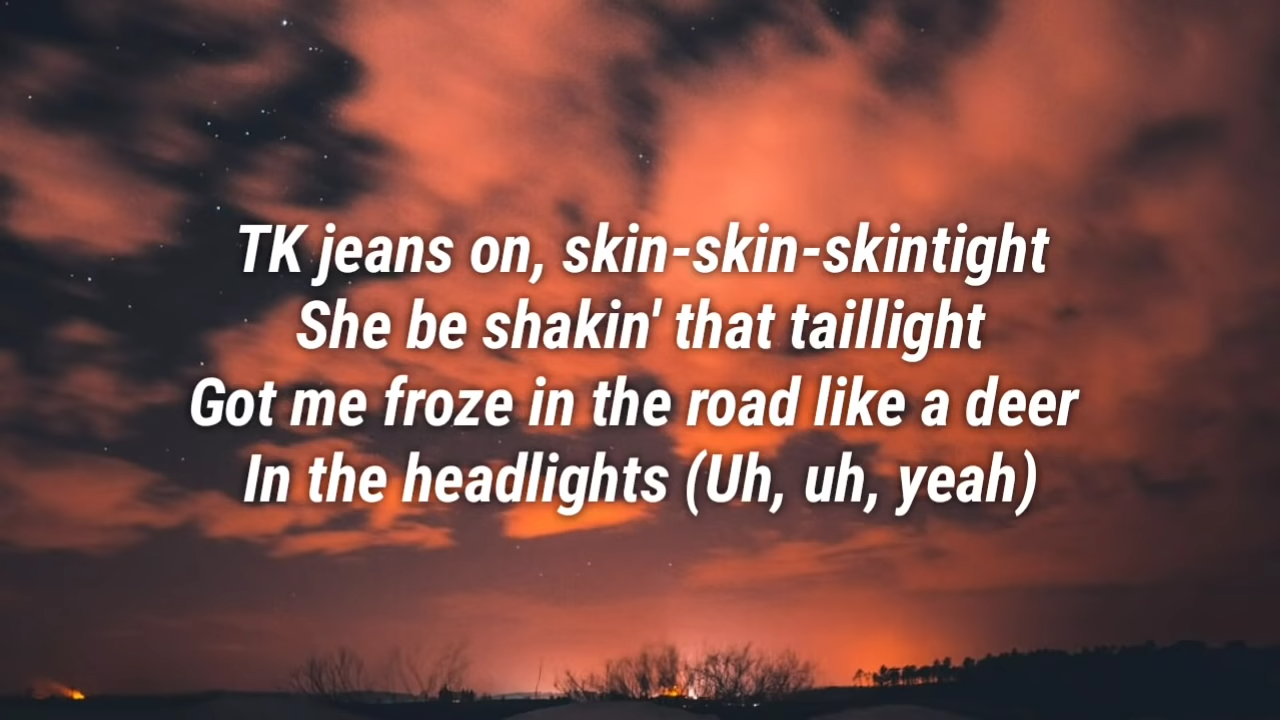 TK jeans on, skin-skin-skintight
She be shakin' that taillight
Got me froze in the road like a deer
In the headlights (Uh, uh, yeah)